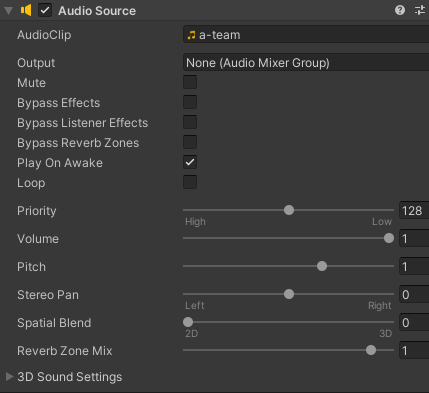 Audio Source
AudioClip a-team
Output None (Audio Mixer Group)
Mute
Bypass Effects
Bypass Listener Effects
Bypass Reverb Zones
Play On Awake
Loop
Priority 128
High Low
Volume 1
Pitch 1
Stereo Pan 0
Left Right
Spatial Blend 0
2D 3D
Reverb Zone Mix 1
3D Sound Settings